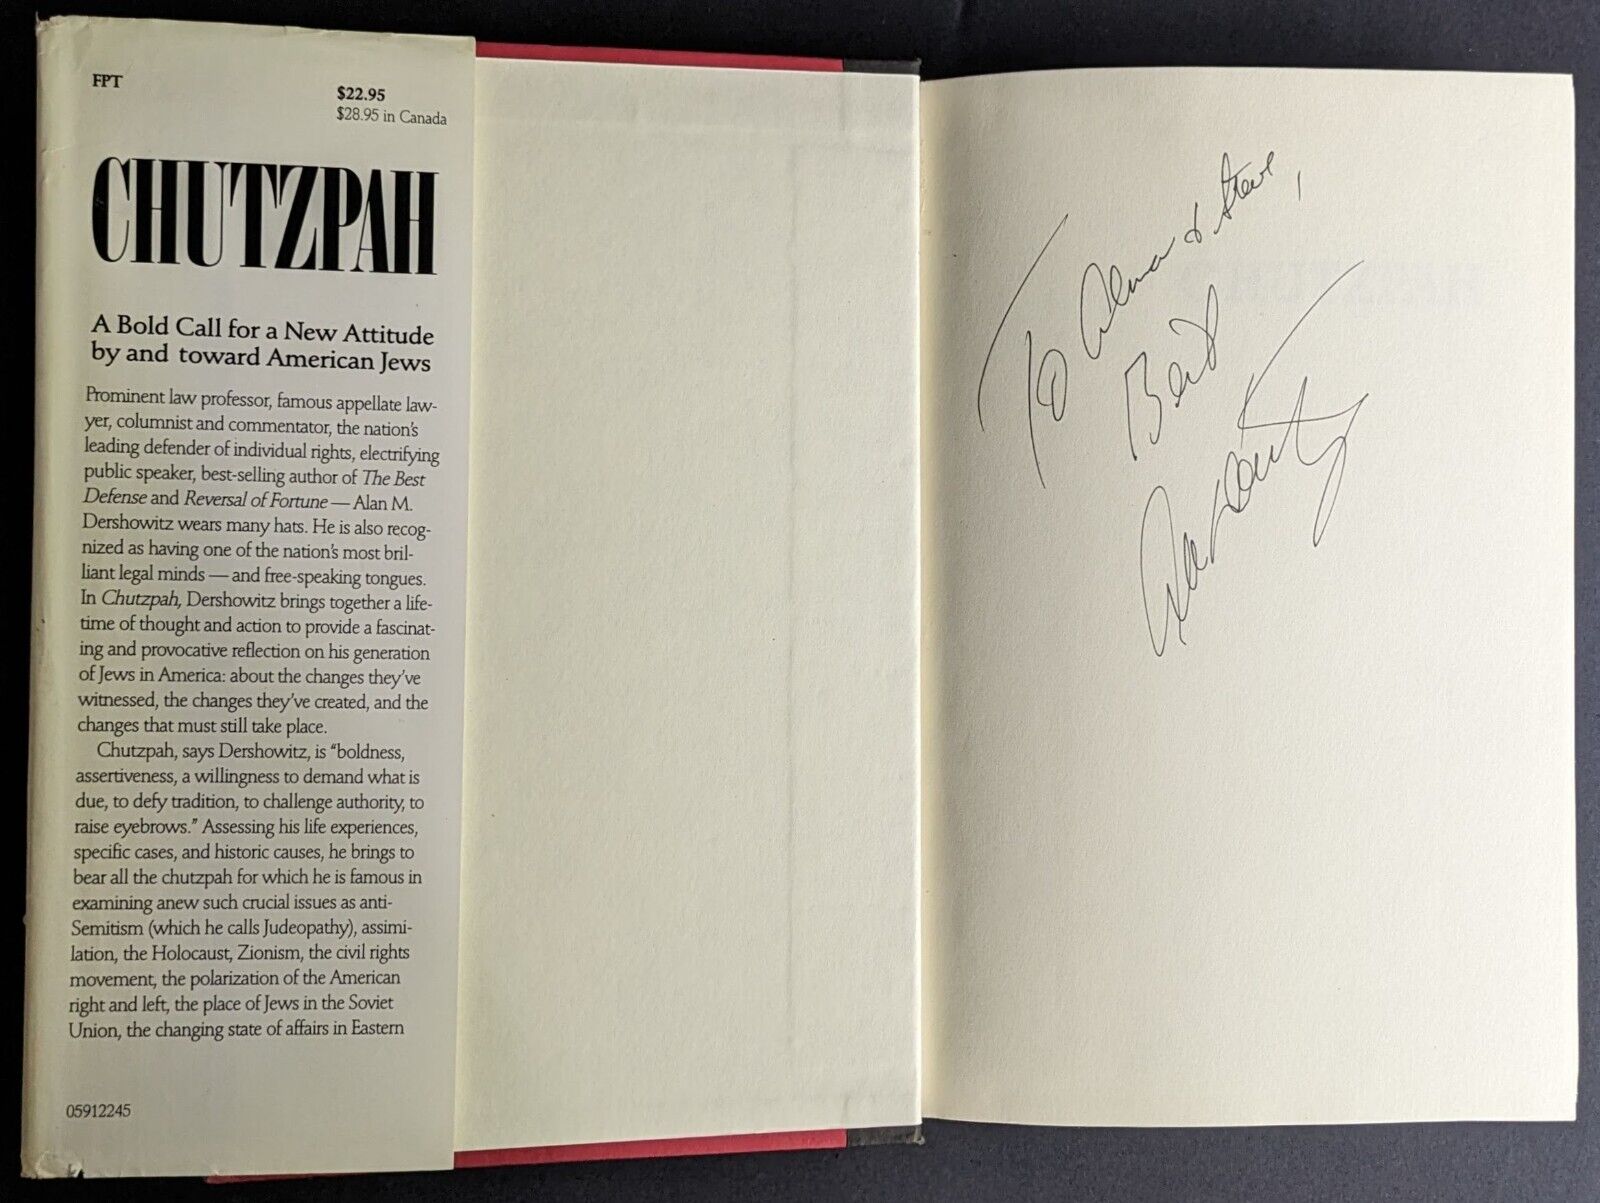 FPT
$22.95
$28.95 in Canada
CHUTZPAH
A Bold Call for a New Attitude
by and toward American Jews
Prominent law professor, famous appellate law-
yer, columnist and commentator, the nation's
leading defender of individual rights, electrifying
public speaker, best-selling author of The Best
Defense and Reversal of Fortune — Alan M.
Dershowitz wears many hats. He is also recog-
nized as having one of the nation's most bril-
liant legal minds — and free-speaking tongues.
In Chutzpah, Dershowitz brings together a life-
time of thought and action to provide a fascinat-
ing and provocative reflection on his generation
of Jews in America: about the changes they've
witnessed, the changes they've created, and the
changes that must still take place.
Chutzpah, says Dershowitz, is "boldness,
assertiveness, a willingness to demand what is
due, to defy tradition, to challenge authority, to
raise eyebrows." Assessing his life experiences,
specific cases, and historic causes, he brings to
bear all the chutzpah for which he is famous in
examining anew such crucial issues as anti-
Semitism (which he calls Judeopathy), assimi-
lation, the Holocaust, Zionism, the civil rights
movement, the polarization of the American
right and left, the place of Jews in the Soviet
Union, the changing state of affairs in Eastern
05912245
To Alma & Steve,
Best